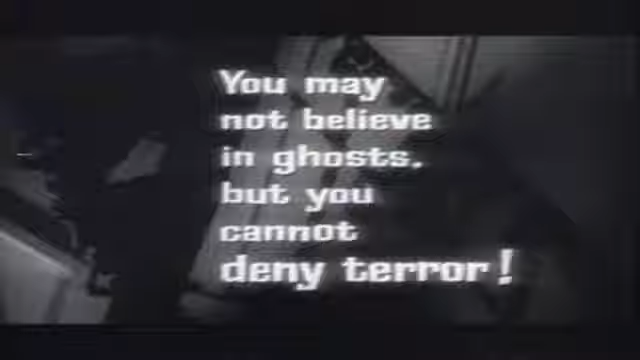 You may
not believe
in ghosts,
but you
cannot
deny terror!